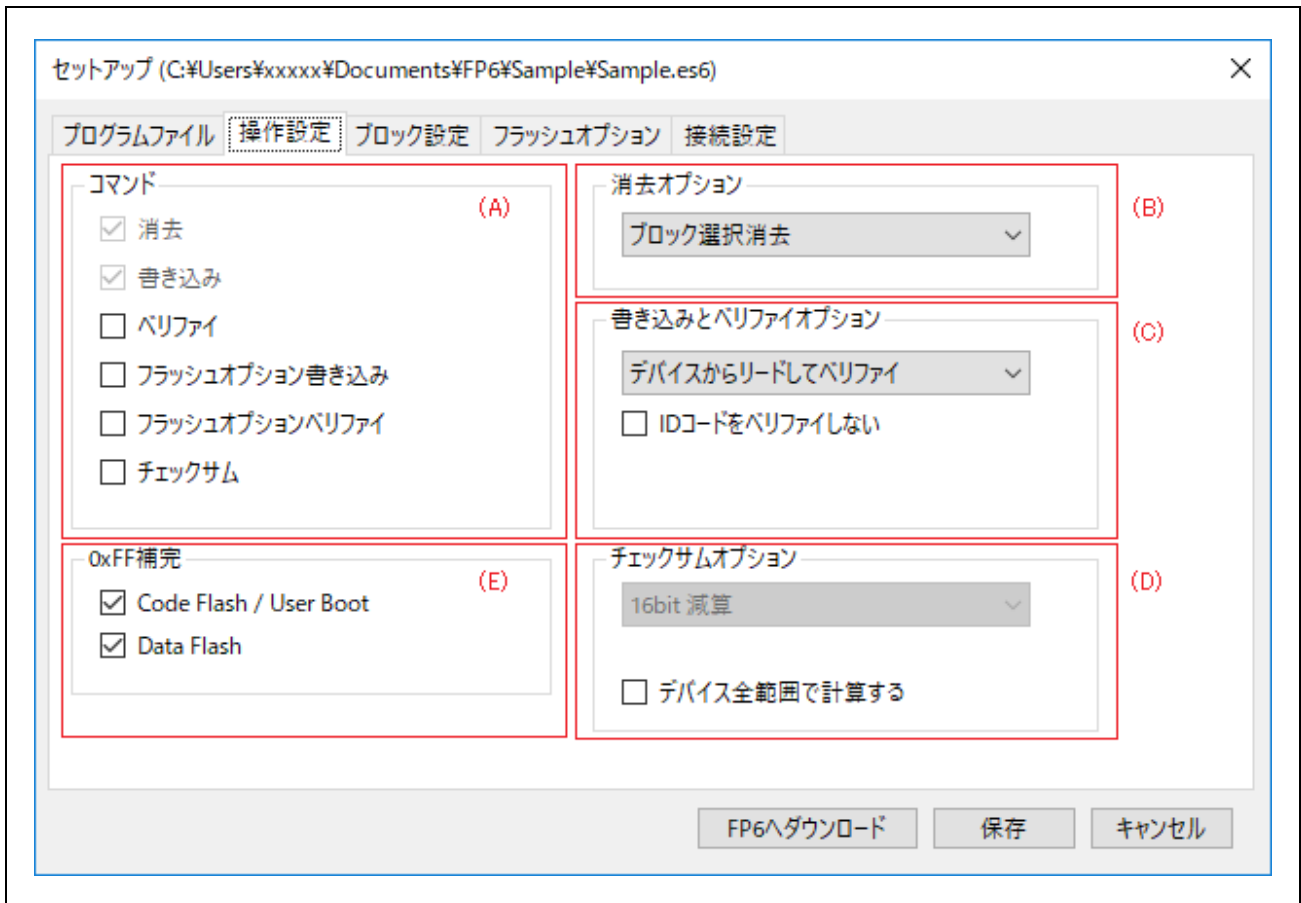 セットアップ (C:¥Users¥xxxxx¥Documents¥FP6¥Sample¥Sample.es6)
プログラムファイル 操作設定 ブロック設定 フラッシュオプション 接続設定
コマンド
(A)
消去
書き込み
ベリファイ
フラッシュオプション書き込み
フラッシュオプションベリファイ
チェックサム
消去オプション
(B)
ブロック選択消去
書き込みとベリファイオプション
(C)
デバイスからリードしてベリファイ
IDコードをベリファイしない
0xFF補完
(E)
Code Flash / User Boot
Data Flash
チェックサムオプション
(D)
16bit 減算
デバイス全範囲で計算する
FP6へダウンロード 保存 キャンセル